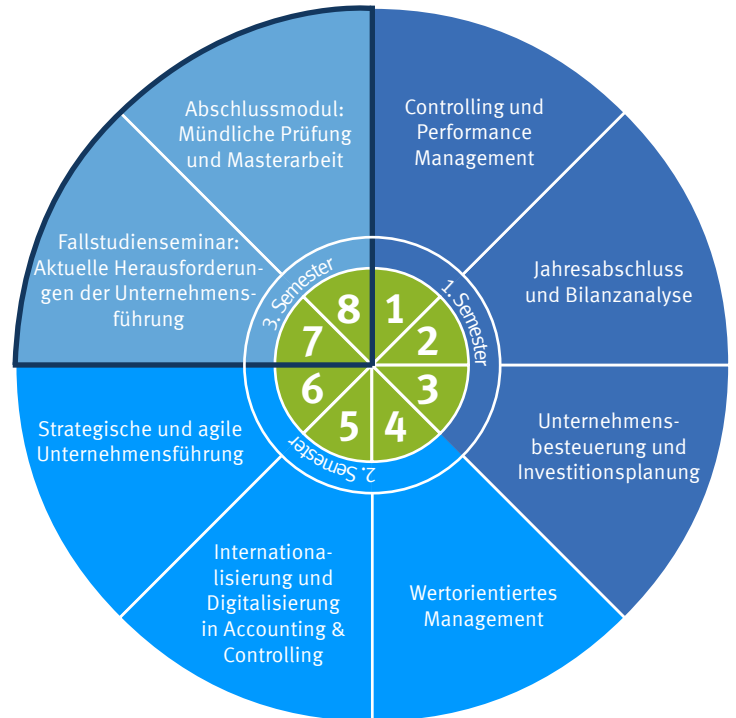 Abschlussmodul:
Mündliche Prüfung
und Masterarbeit
Controlling und
Performance
Management
Fallstudienseminar:
Aktuelle Herausforderun-
gen der Unternehmens-
führung
Jahresabschluss
und Bilanzanalyse
3. Semester
1. Semester
8
1
7
2
6
3
5
4
2. Semester
Strategische und agile
Unternehmensführung
Unternehmens-
besteuerung und
Investitionsplanung
Internationa-
lisierung und
Digitalisierung
in Accounting &
Controlling
Wertorientiertes
Management